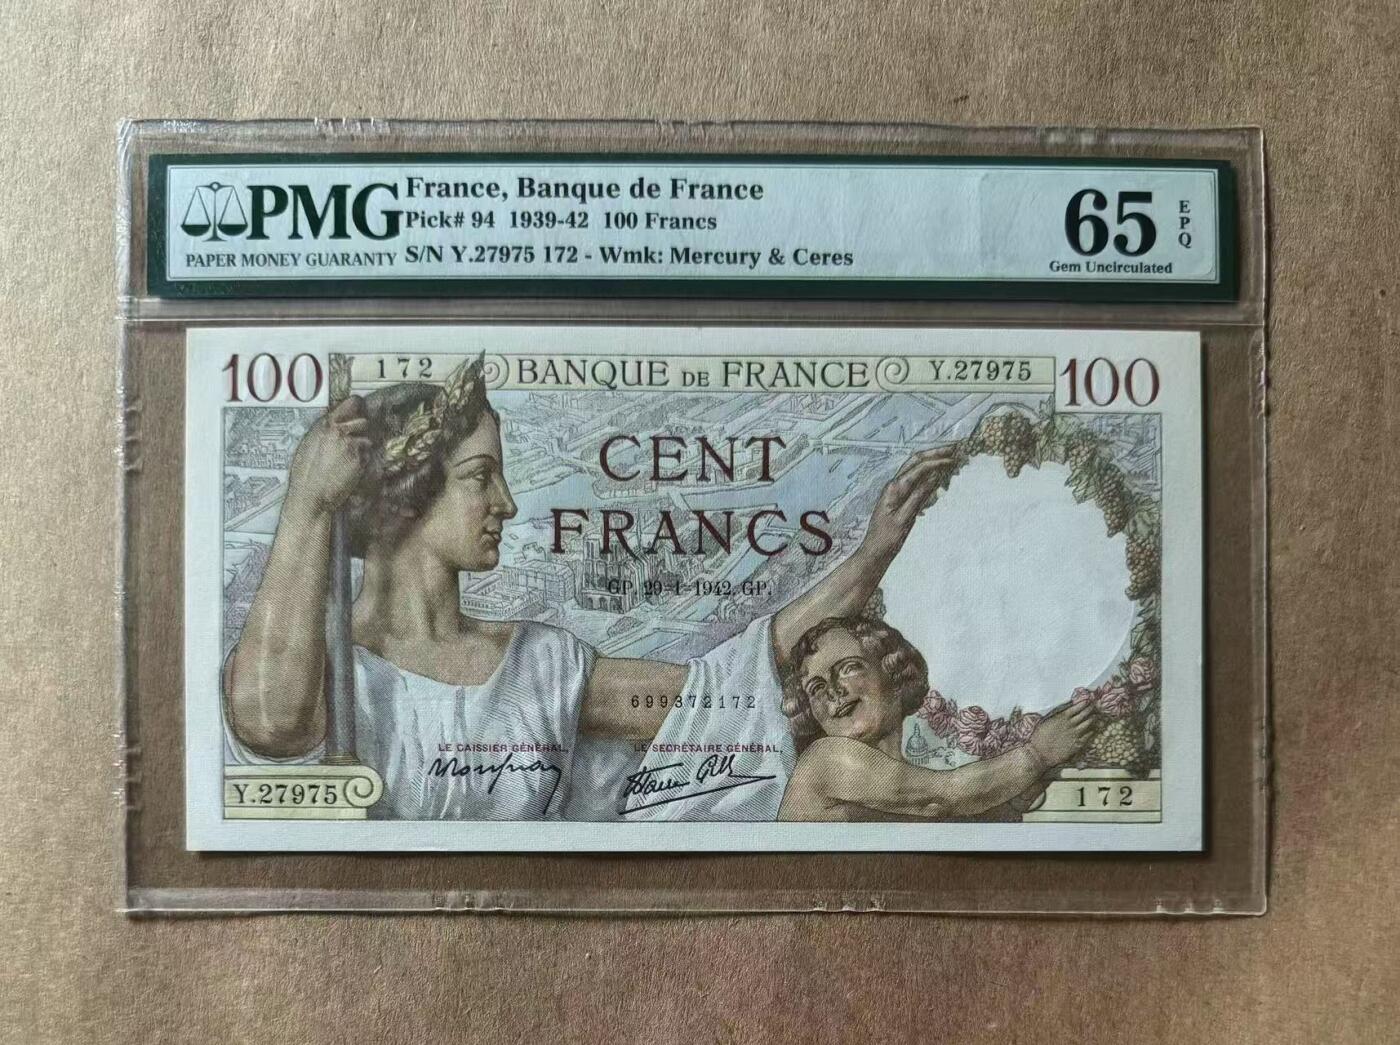 PMG
PAPER MONEY GUARANTY
France, Banque de France
Pick# 94 1939-42 100 Francs
S/N Y.27975 172 - Wmk: Mercury & Ceres
65
EPQ
Gem Uncirculated
100 172 BANQUE DE FRANCE Y.27975 100
CENT
FRANCS
GP. 29-1-1942. GP.
699372172
LE CAISSIER GÉNÉRAL, LE SECRÉTAIRE GÉNÉRAL,
Y.27975 172